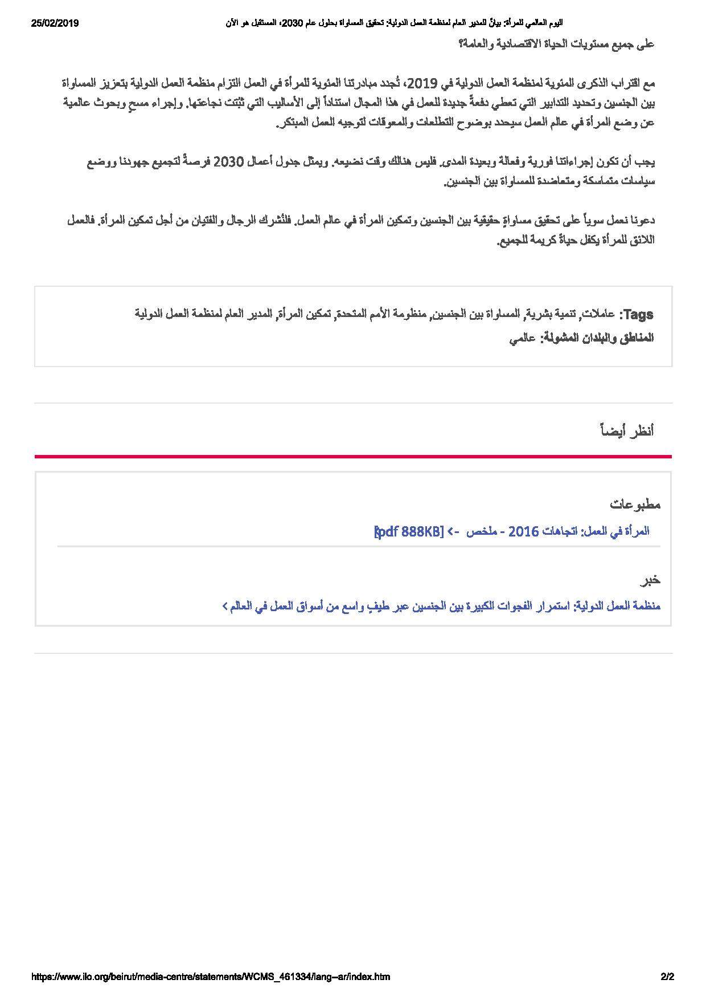 25/02/2019
اليوم العالمي للمرأة: بيانٌ للمدير العام لمنظمة العمل الدولية: تحقيق المساواة بحلول عام 2030، المستقبل هو الآن
على جميع مستويات الحياة الاقتصادية والعامة؟
مع اقتراب الذكرى المئوية لمنظمة العمل الدولية في 2019، تُجدد مبادرتنا المئوية للمرأة في العمل التزام منظمة العمل الدولية بتعزيز المساواة
بين الجنسين وتحديد التدابير التي تعطي دفعةً جديدة للعمل في هذا المجال استناداً إلى الأساليب التي ثبّتت نجاعتها. وإجراء مسحٍ وبحوث عالمية
عن وضع المرأة في عالم العمل سيحدد بوضوح التطلعات والمعوقات لتوجيه العمل المبتكر.
يجب أن تكون إجراءاتنا فورية وفعالة وبعيدة المدى. فليس هنالك وقت نضيعه. ويمثل جدول أعمال 2030 فرصةً لتجميع جهودنا ووضع
سياسات متماسكة ومتعاضدة للمساواة بين الجنسين.
دعونا نعمل سوياً على تحقيق مساواةٍ حقيقية بين الجنسين وتمكين المرأة في عالم العمل. فلنُشرك الرجال والفتيان من أجل تمكين المرأة. فالعمل
اللائق للمرأة يكفل حياةً كريمة للجميع.
Tags: عاملات, تنمية بشرية, المساواة بين الجنسين, منظومة الأمم المتحدة, تمكين المرأة, المدير العام لمنظمة العمل الدولية
المناطق والبلدان المشولة: عالمي
أنظر أيضاً
مطبوعات
المرأة في العمل: اتجاهات 2016 - ملخص -> [pdf 888KB]
خبر
منظمة العمل الدولية: استمرار الفجوات الكبيرة بين الجنسين عبر طيفٍ واسع من أسواق العمل في العالم >
https://www.ilo.org/beirut/media-centre/statements/WCMS_461334/lang--ar/index.htm
2/2